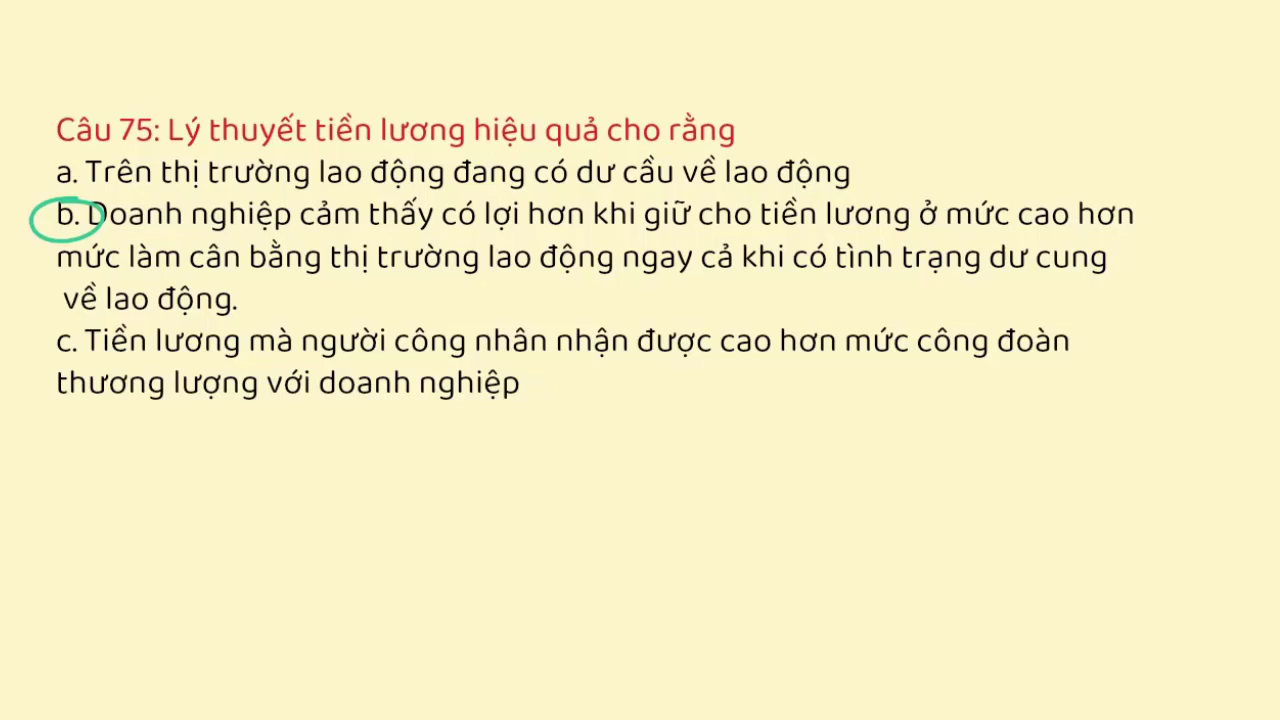 Câu 75: Lý thuyết tiền lương hiệu quả cho rằng
a. Trên thị trường lao động đang có dư cầu về lao động
b. Doanh nghiệp cảm thấy có lợi hơn khi giữ cho tiền lương ở mức cao hơn
mức làm cân bằng thị trường lao động ngay cả khi có tình trạng dư cung
về lao động.
c. Tiền lương mà người công nhân nhận được cao hơn mức công đoàn
thương lượng với doanh nghiệp